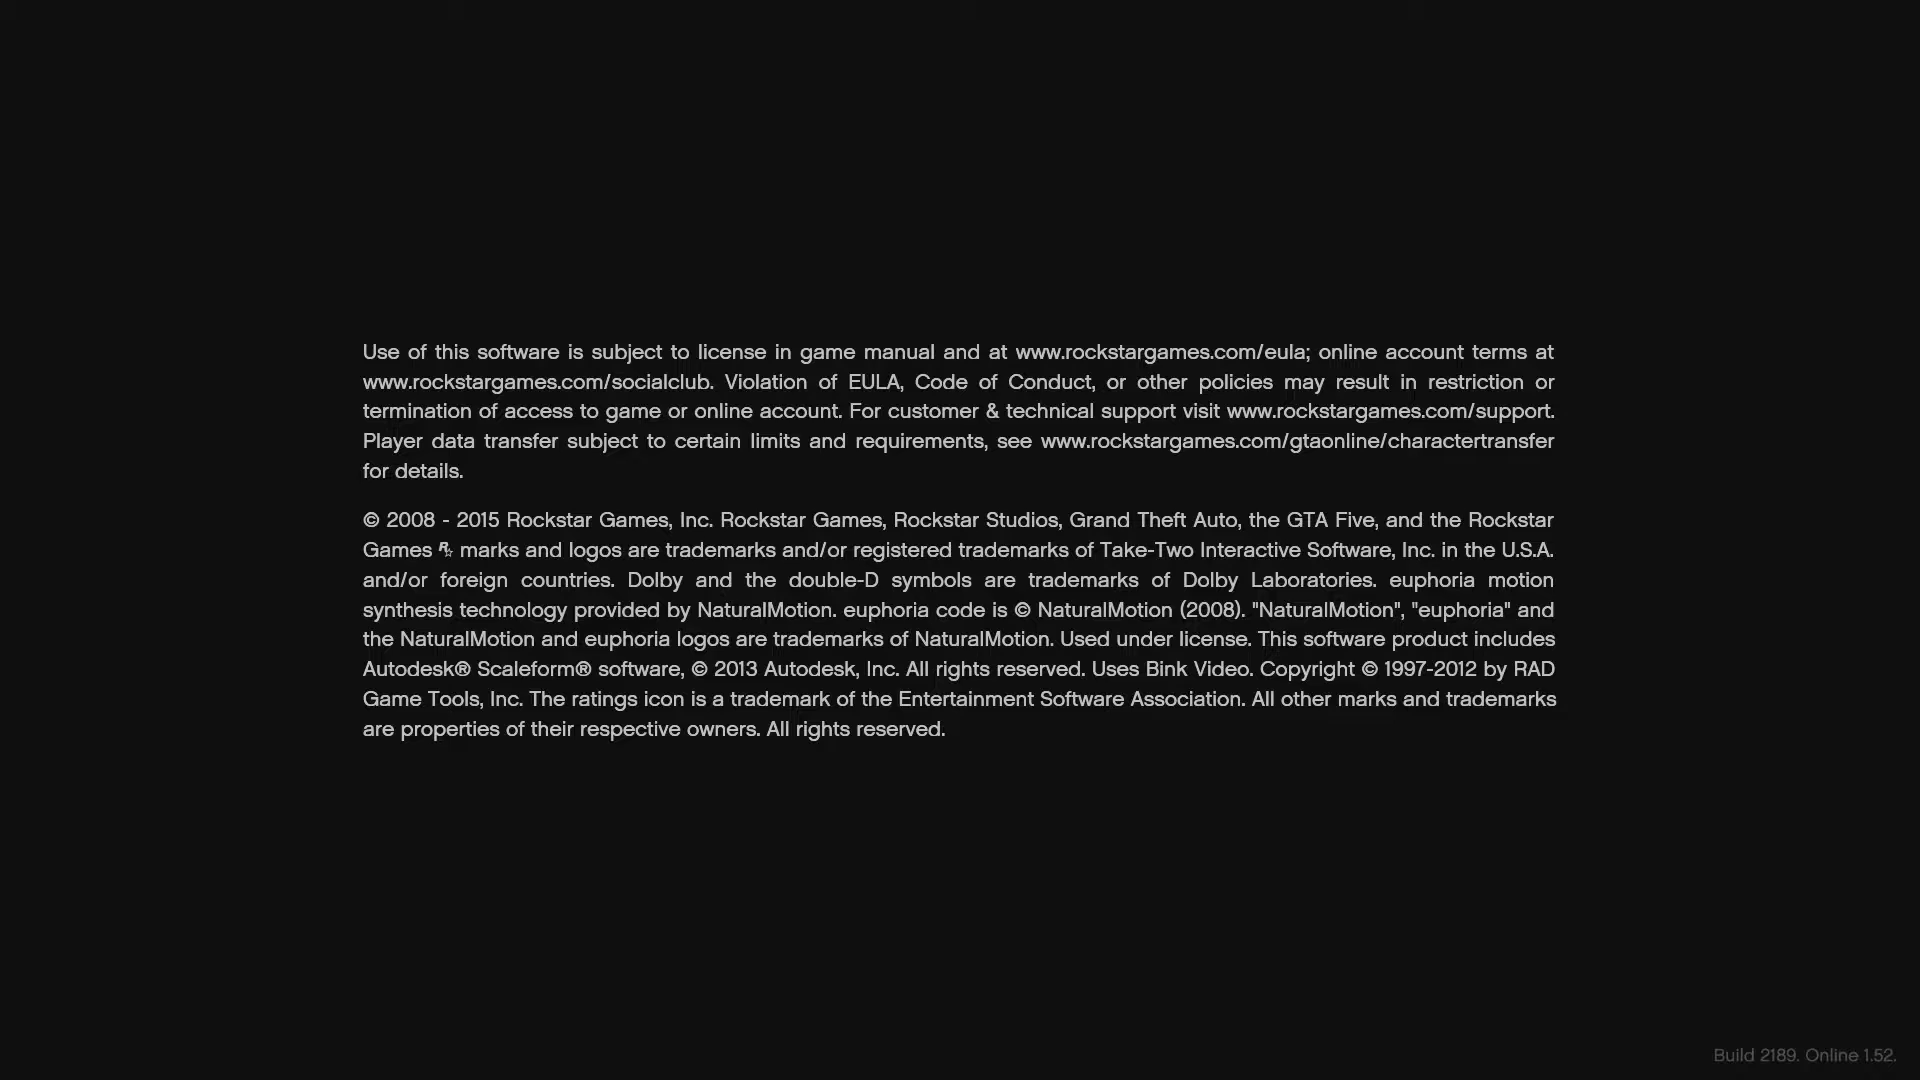 Use of this software is subject to license in game manual and at www.rockstargames.com/eula; online account terms at
www.rockstargames.com/socialclub. Violation of EULA, Code of Conduct, or other policies may result in restriction or
termination of access to game or online account. For customer & technical support visit www.rockstargames.com/support.
Player data transfer subject to certain limits and requirements, see www.rockstargames.com/gtaonline/charactertransfer
for details.
© 2008 - 2015 Rockstar Games, Inc. Rockstar Games, Rockstar Studios, Grand Theft Auto, the GTA Five, and the Rockstar
Games R* marks and logos are trademarks and/or registered trademarks of Take-Two Interactive Software, Inc. in the U.S.A.
and/or foreign countries. Dolby and the double-D symbols are trademarks of Dolby Laboratories. euphoria motion
synthesis technology provided by NaturalMotion. euphoria code is © NaturalMotion (2008). "NaturalMotion", "euphoria" and
the NaturalMotion and euphoria logos are trademarks of NaturalMotion. Used under license. This software product includes
Autodesk® Scaleform® software, © 2013 Autodesk, Inc. All rights reserved. Uses Bink Video. Copyright © 1997-2012 by RAD
Game Tools, Inc. The ratings icon is a trademark of the Entertainment Software Association. All other marks and trademarks
are properties of their respective owners. All rights reserved.
Build 2189. Online 1.52.